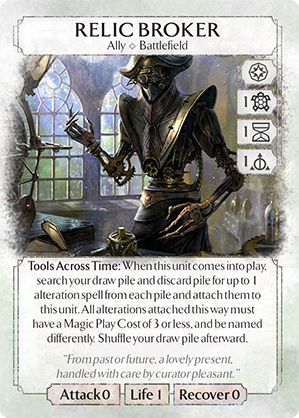 RELIC BROKER
Ally ◇ Battlefield
1
1
1
Tools Across Time: When this unit comes into play,
search your draw pile and discard pile for up to 1
alteration spell from each pile and attach them to
this unit. All alterations attached this way must
have a Magic Play Cost of 3 or less, and be named
differently. Shuffle your draw pile afterward.
"From past or future, a lovely present,
handled with care by curator pleasant."
Attack 0 Life 1 Recover 0